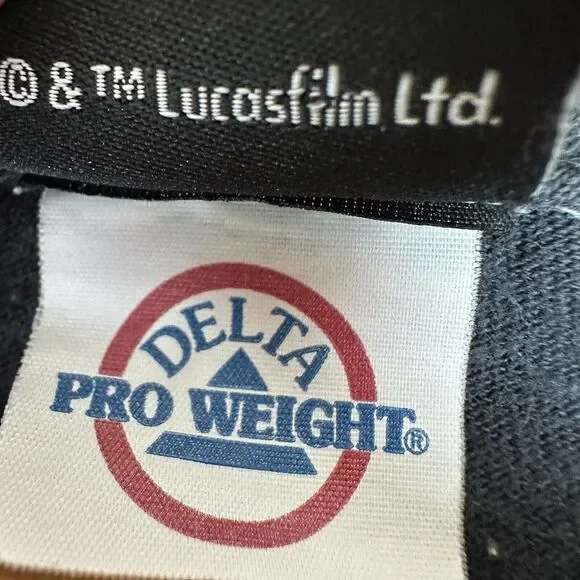 © & ™ Lucasfilm Ltd.
DELTA
PRO WEIGHT®